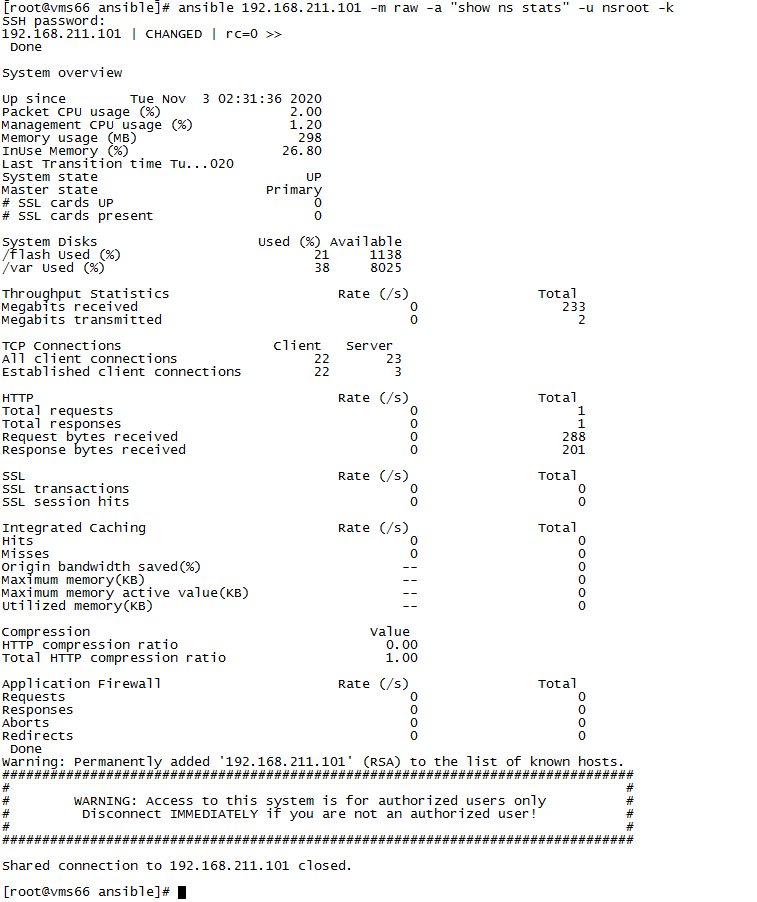 [root@vms66 ansible]# ansible 192.168.211.101 -m raw -a "show ns stats" -u nsroot -k
SSH password:
192.168.211.101 | CHANGED | rc=0 >>
 Done
System overview
Up since        Tue Nov  3 02:31:36 2020
Packet CPU usage (%)                2.00
Management CPU usage (%)            1.20
Memory usage (MB)                    298
InUse Memory (%)                   26.80
Last Transition time Tu...020
System state                          UP
Master state                     Primary
# SSL cards UP                         0
# SSL cards present                    0
System Disks                    Used (%) Available
/flash Used (%)                        21     1138
/var Used (%)                          38     8025
Throughput Statistics                     Rate (/s)                Total
Megabits received                                   0                  233
Megabits transmitted                                0                    2
TCP Connections                   Client   Server
All client connections                 22       23
Established client connections         22        3
HTTP                                      Rate (/s)                Total
Total requests                                      0                    1
Total responses                                     0                    1
Request bytes received                              0                  288
Response bytes received                             0                  201
SSL                                       Rate (/s)                Total
SSL transactions                                    0                    0
SSL session hits                                    0                    0
Integrated Caching                        Rate (/s)                Total
Hits                                                0                    0
Misses                                              0                    0
Origin bandwidth saved(%)                          --                    0
Maximum memory(KB)                                 --                    0
Maximum memory active value(KB)                    --                    0
Utilized memory(KB)                                --                    0
Compression                                   Value
HTTP compression ratio                          0.00
Total HTTP compression ratio                    1.00
Application Firewall                      Rate (/s)                Total
Requests                                            0                    0
Responses                                           0                    0
Aborts                                              0                    0
Redirects                                           0                    0
 Done
Warning: Permanently added '192.168.211.101' (RSA) to the list of known hosts.
###############################################################################
#                                                                             #
#        WARNING: Access to this system is for authorized users only          #
#         Disconnect IMMEDIATELY if you are not an authorized user!           #
#                                                                             #
###############################################################################
Shared connection to 192.168.211.101 closed.
[root@vms66 ansible]#